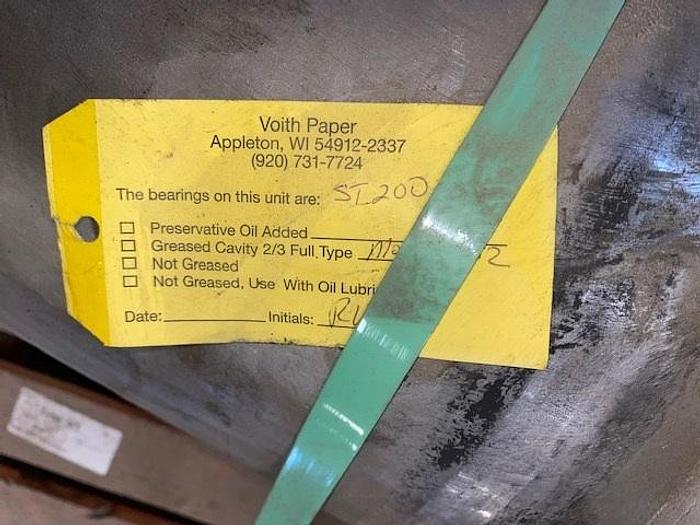 Voith Paper
Appleton, WI 54912-2337
(920) 731-7724
The bearings on this unit are: ST200
Preservative Oil Added
Greased Cavity 2/3 Full, Type
Not Greased
Not Greased, Use With Oil Lubri
Date: Initials: